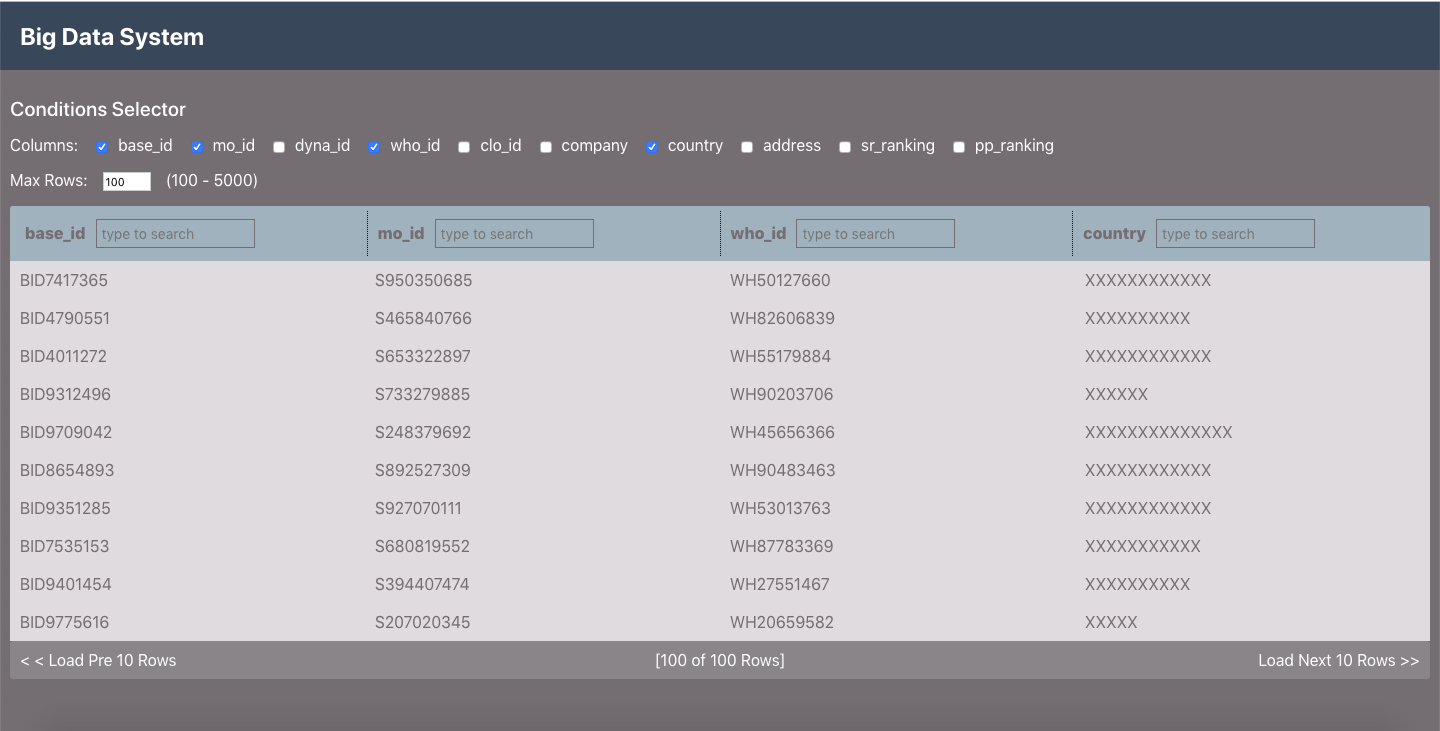 Big Data System
Conditions Selector
Columns: base_id mo_id dyna_id who_id clo_id company country address sr_ranking pp_ranking
Max Rows: 100 (100 - 5000)
base_id type to search mo_id type to search who_id type to search country type to search
BID7417365 S950350685 WH50127660 XXXXXXXXXXXX
BID4790551 S465840766 WH82606839 XXXXXXXXXX
BID4011272 S653322897 WH55179884 XXXXXXXXXXXX
BID9312496 S733279885 WH90203706 XXXXXX
BID9709042 S248379692 WH45656366 XXXXXXXXXXXXXX
BID8654893 S892527309 WH90483463 XXXXXXXXXXXX
BID9351285 S927070111 WH53013763 XXXXXXXXXXXX
BID7535153 S680819552 WH87783369 XXXXXXXXXXX
BID9401454 S394407474 WH27551467 XXXXXXXXXX
BID9775616 S207020345 WH20659582 XXXXX
< < Load Pre 10 Rows [100 of 100 Rows] Load Next 10 Rows >>